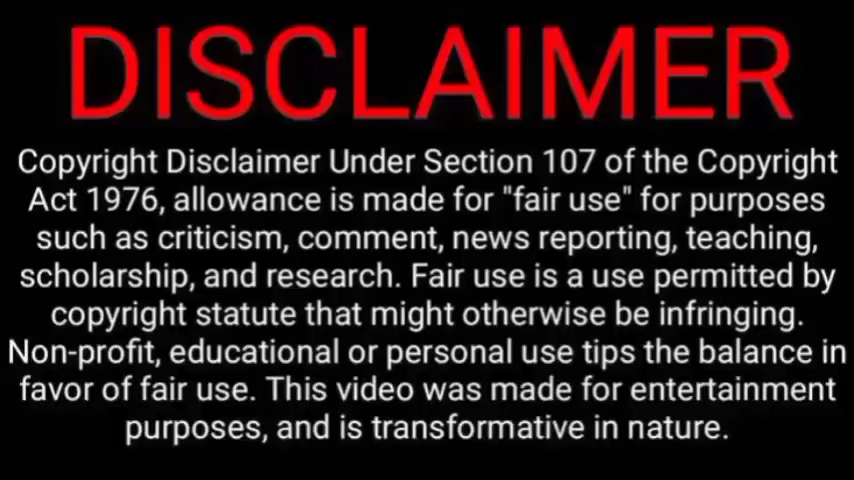 DISCLAIMER
Copyright Disclaimer Under Section 107 of the Copyright
Act 1976, allowance is made for "fair use" for purposes
such as criticism, comment, news reporting, teaching,
scholarship, and research. Fair use is a use permitted by
copyright statute that might otherwise be infringing.
Non-profit, educational or personal use tips the balance in
favor of fair use. This video was made for entertainment
purposes, and is transformative in nature.